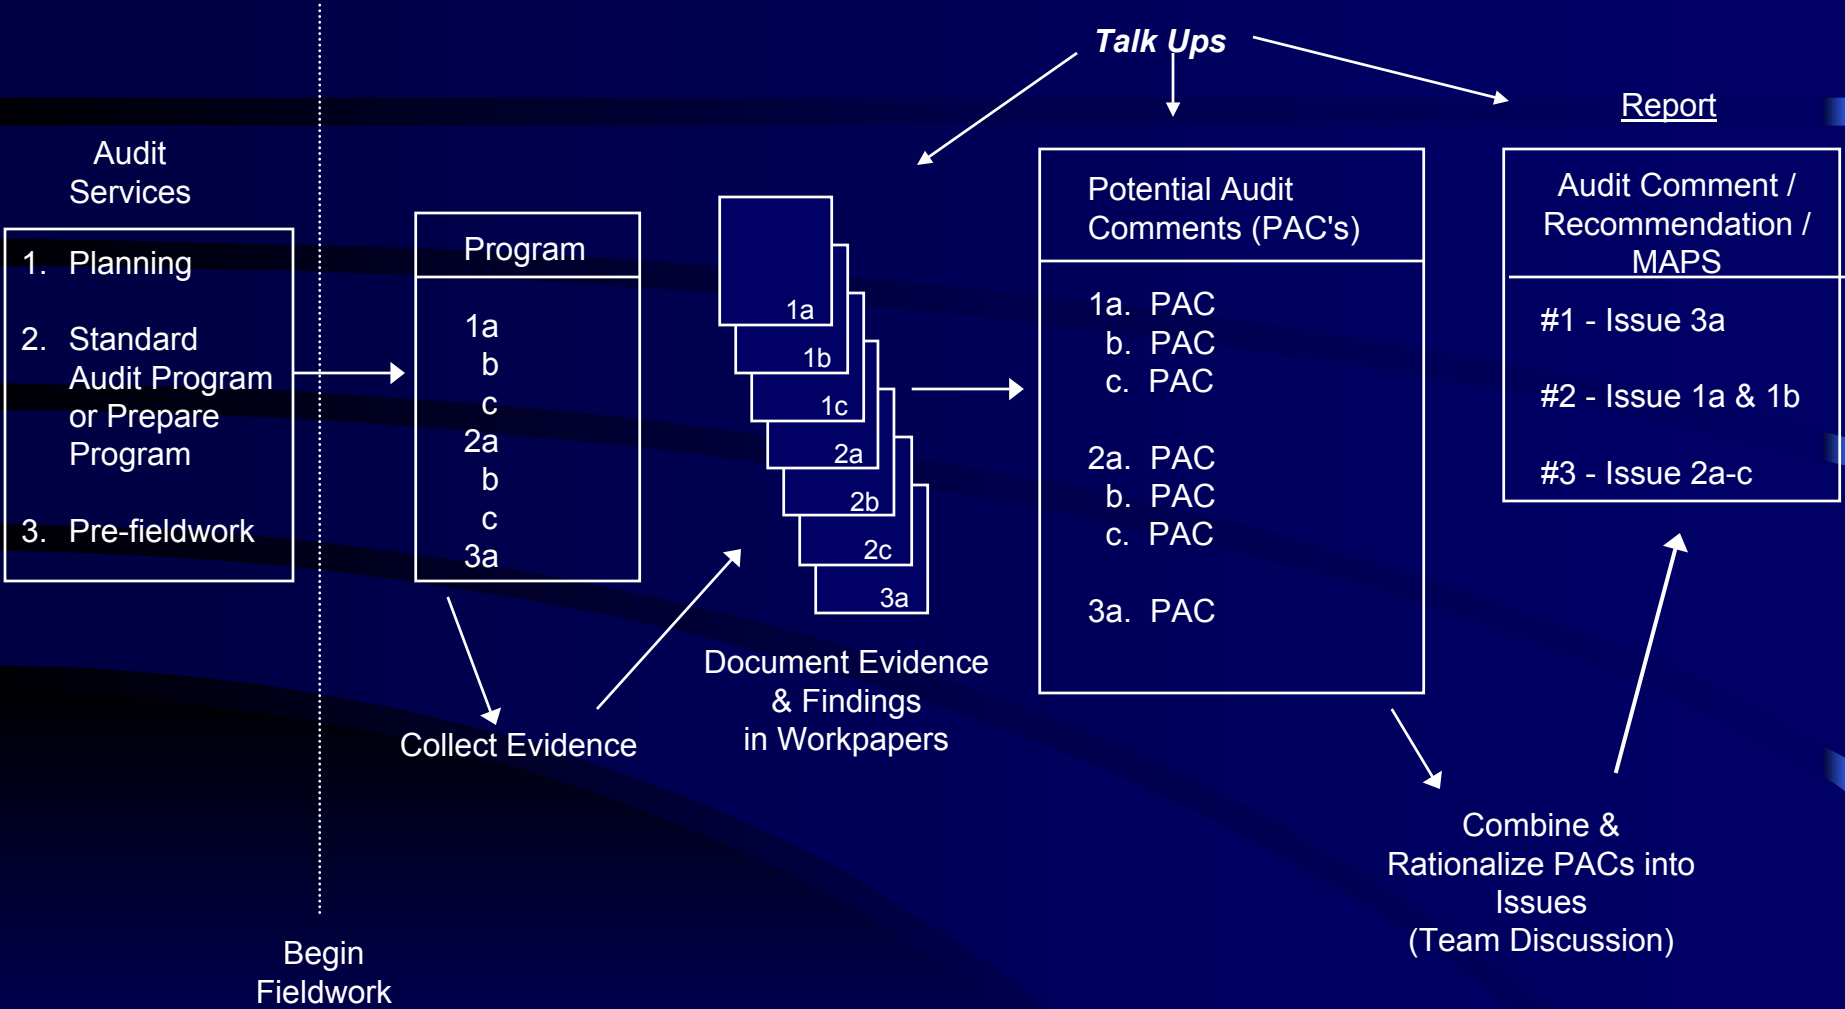 Talk Ups
Report
Audit
Services
1. Planning
2. Standard
Audit Program
or Prepare
Program
3. Pre-fieldwork
Begin
Fieldwork
Program
1a
b
c
2a
b
c
3a
Collect Evidence
1a
1b
1c
2a
2b
2c
3a
Document Evidence
& Findings
in Workpapers
Potential Audit
Comments (PAC's)
1a. PAC
b. PAC
c. PAC
2a. PAC
b. PAC
c. PAC
3a. PAC
Combine &
Rationalize PACs into
Issues
(Team Discussion)
Audit Comment /
Recommendation /
MAPS
#1 - Issue 3a
#2 - Issue 1a & 1b
#3 - Issue 2a-c